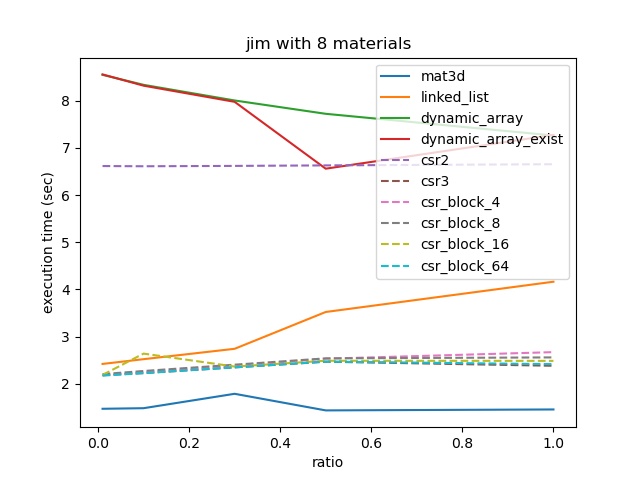 jim with 8 materials
mat3d
linked_list
dynamic_array
dynamic_array_exist
csr2
csr3
csr_block_4
csr_block_8
csr_block_16
csr_block_64
execution time (sec)
8
7
6
5
4
3
2
0.0 0.2 0.4 0.6 0.8 1.0
ratio